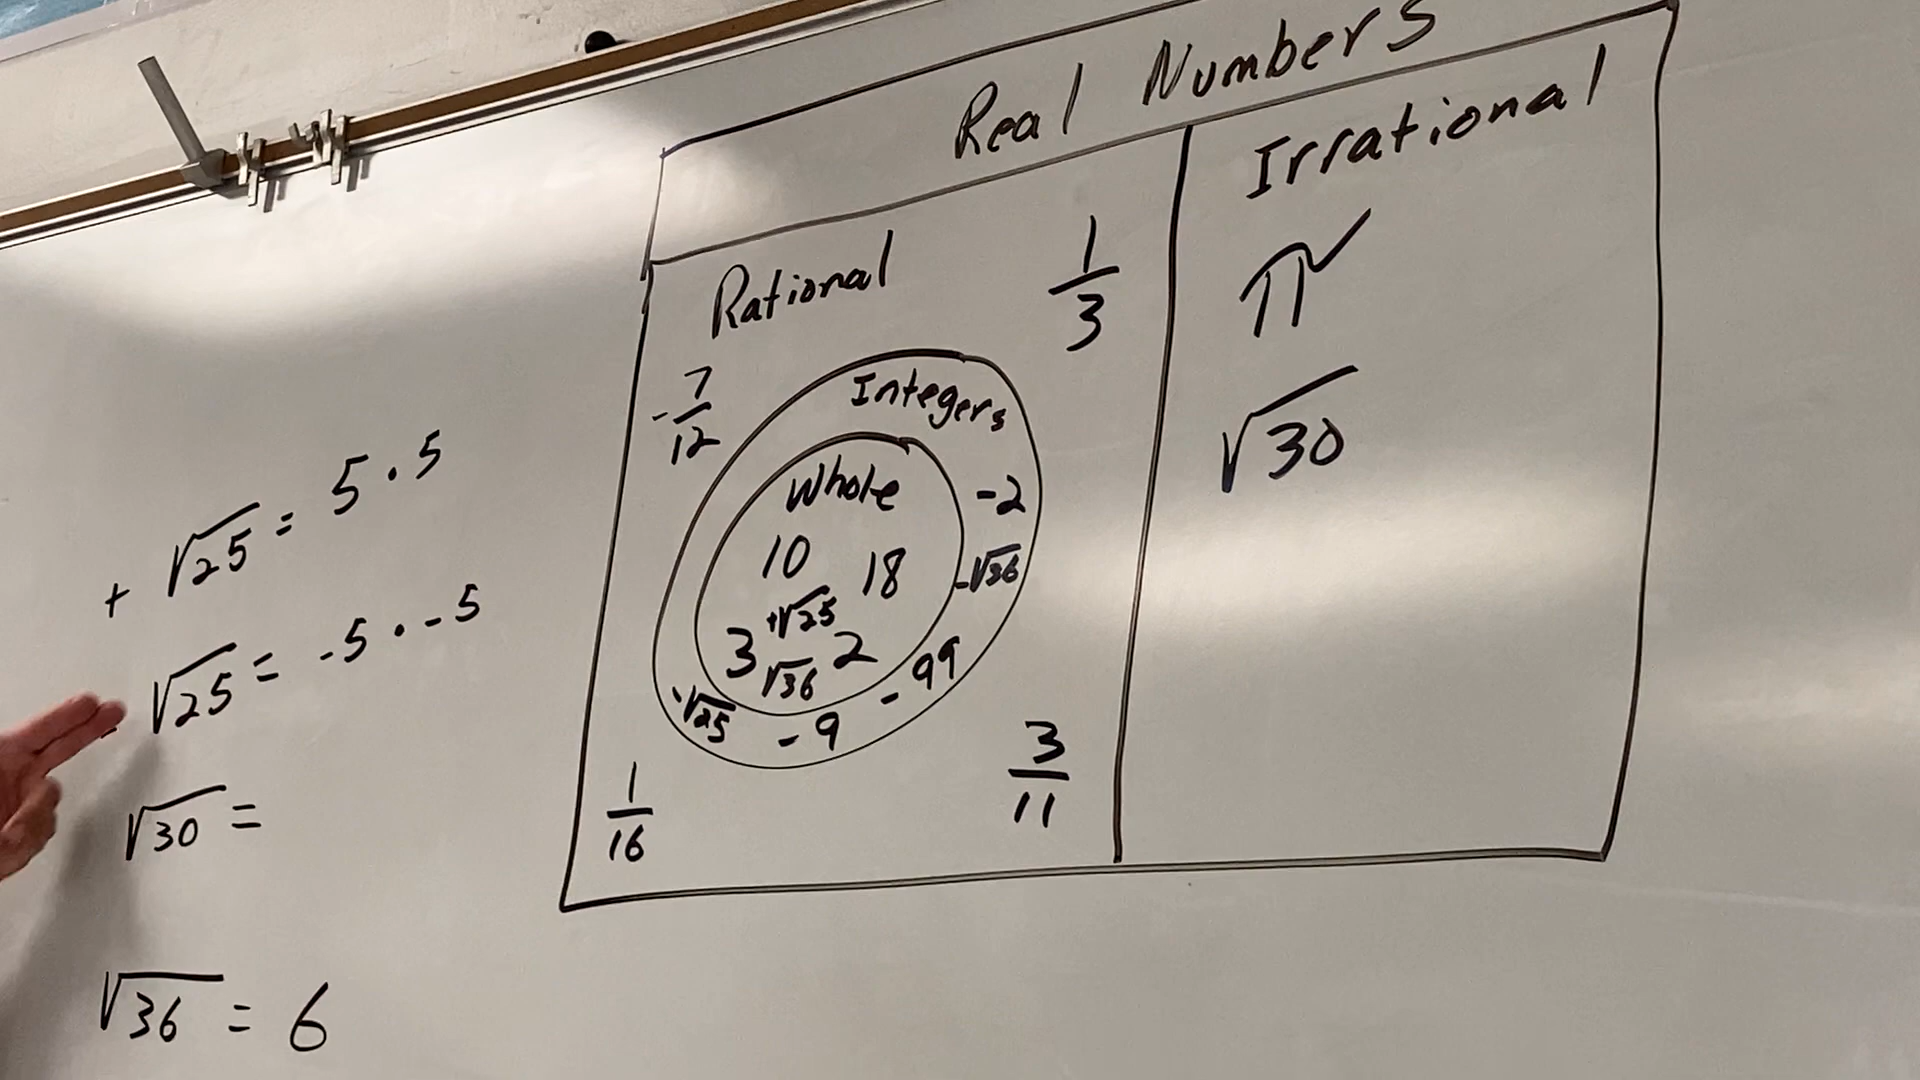 Real Numbers
Rational
Irrational
1/3
π
-7/12
Integers
√30
Whole
-2
10
18
-√36
+√25
3
2
√36
-99
-√25
-9
3/11
1/16
+ √25 = 5 · 5
√25 = -5 · -5
√30 =
√36 = 6